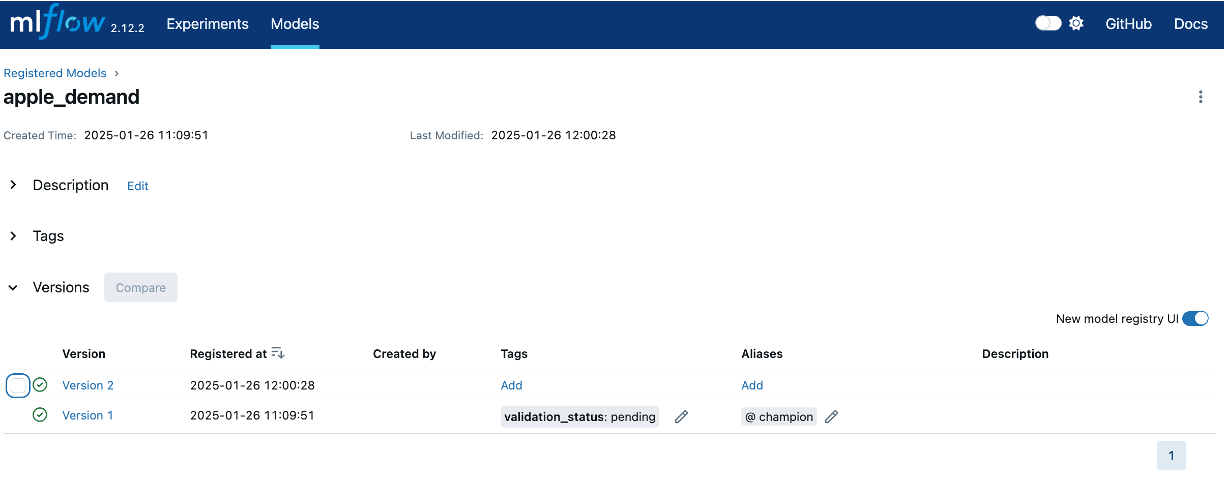 mlflow 2.12.2 Experiments Models GitHub Docs
Registered Models >
apple_demand
Created Time: 2025-01-26 11:09:51 Last Modified: 2025-01-26 12:00:28
Description Edit
Tags
Versions Compare
New model registry UI
Version Registered at Created by Tags Aliases Description
Version 2 2025-01-26 12:00:28 Add Add
Version 1 2025-01-26 11:09:51 validation_status: pending @ champion
1